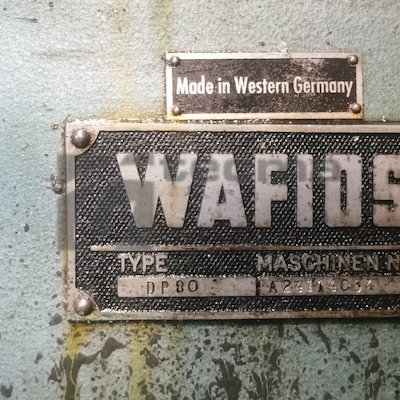 Made in Western Germany
WAFIOS
TYPE MASCHINEN N
DP80